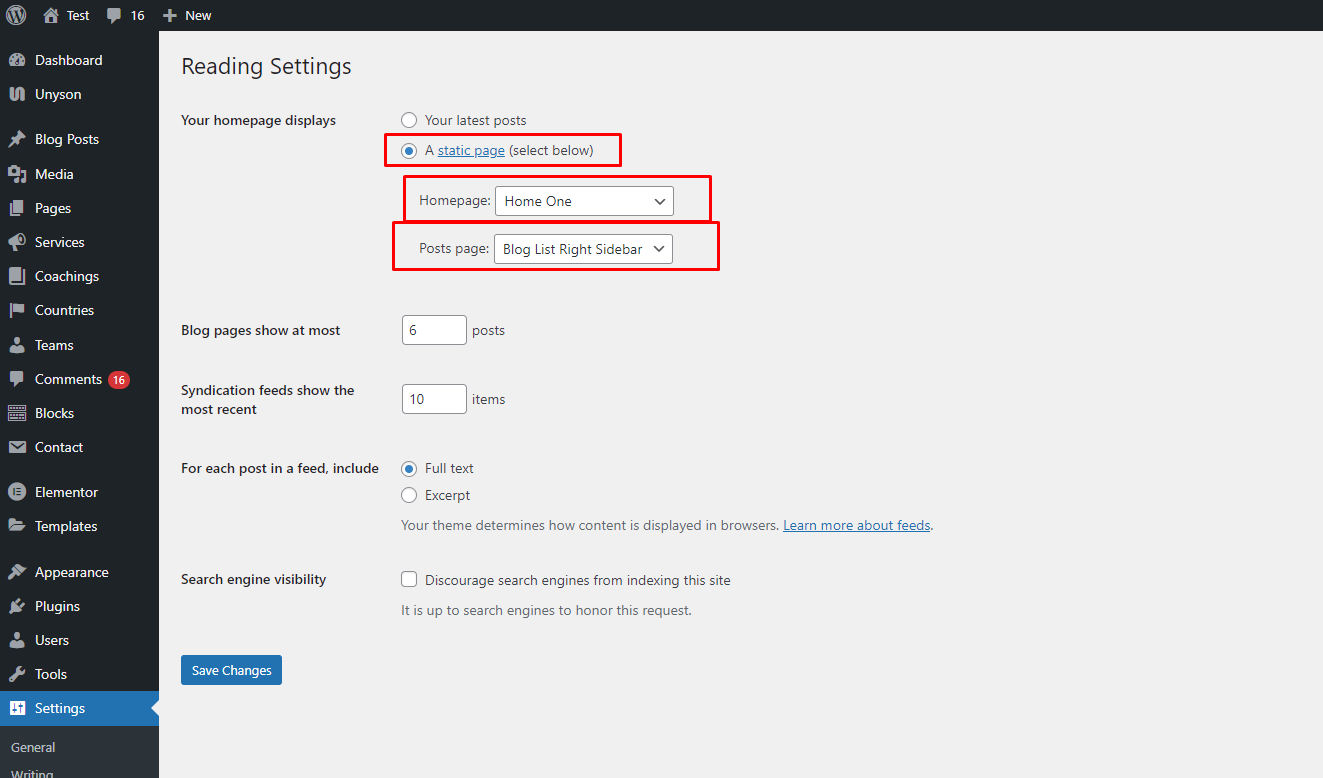 Test 16 New
Dashboard
Unyson
Blog Posts
Media
Pages
Services
Coachings
Countries
Teams
Comments 16
Blocks
Contact
Elementor
Templates
Appearance
Plugins
Users
Tools
Settings
General
Writing
Reading Settings
Your homepage displays
Your latest posts
A static page (select below)
Homepage: Home One
Posts page: Blog List Right Sidebar
Blog pages show at most 6 posts
Syndication feeds show the
most recent
10 items
For each post in a feed, include
Full text
Excerpt
Your theme determines how content is displayed in browsers. Learn more about feeds.
Search engine visibility
Discourage search engines from indexing this site
It is up to search engines to honor this request.
Save Changes